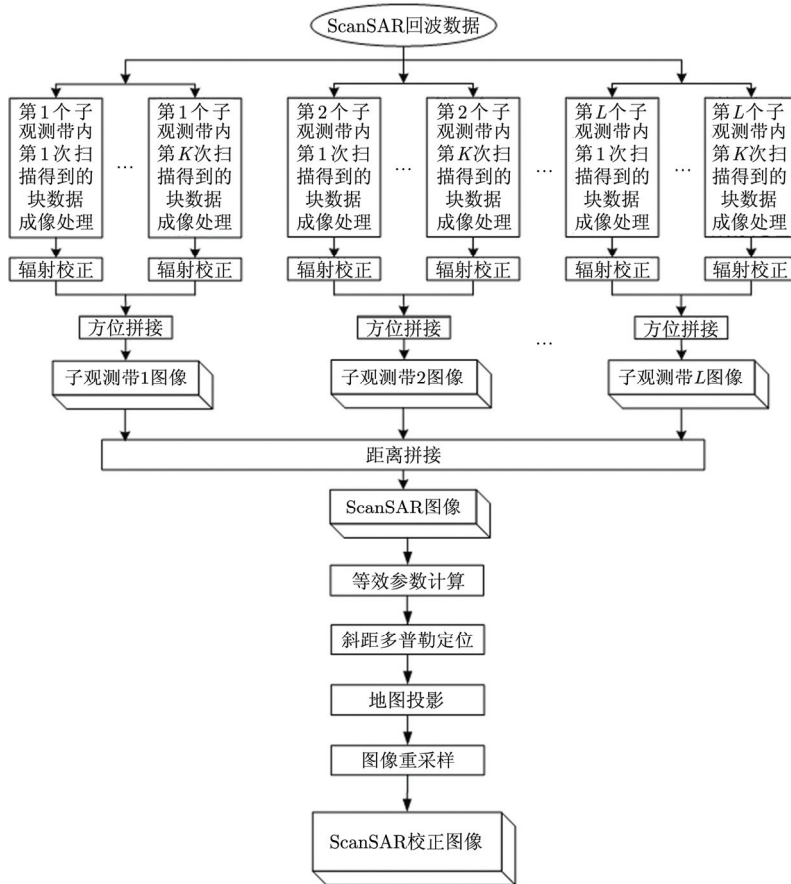 ScanSAR回波数据
第1个子
观测带内
第1次扫
描得到的
块数据
成像处理
…
第1个子
观测带内
第K次扫
描得到的
块数据
成像处理
第2个子
观测带内
第1次扫
描得到的
块数据
成像处理
…
第2个子
观测带内
第K次扫
描得到的
块数据
成像处理
…
第L个子
观测带内
第1次扫
描得到的
块数据
成像处理
…
第L个子
观测带内
第K次扫
描得到的
块数据
成像处理
辐射校正
辐射校正
辐射校正
辐射校正
辐射校正
辐射校正
方位拼接
方位拼接
…
方位拼接
子观测带1图像
子观测带2图像
子观测带L图像
距离拼接
ScanSAR图像
等效参数计算
斜距多普勒定位
地图投影
图像重采样
ScanSAR校正图像